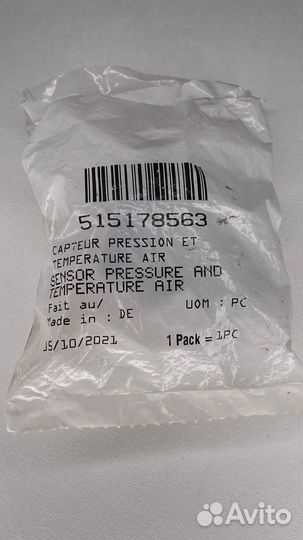 515178563
CAPTEUR PRESSION ET
TEMPERATURE AIR
SENSOR PRESSURE AND
TEMPERATURE AIR
Fait au/
Made in : DE
UOM : PC
15/10/2021
1 Pack = 1PC
Avito